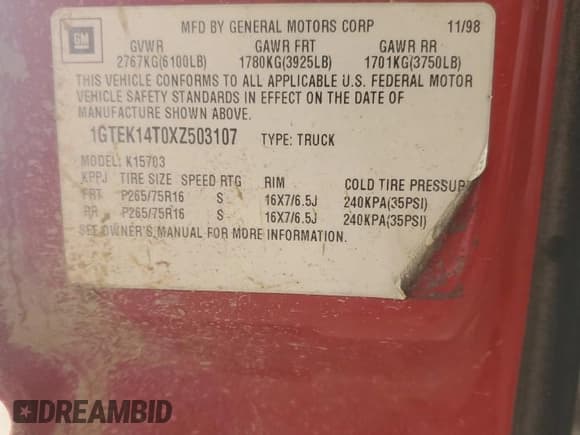 GM
MFD BY GENERAL MOTORS CORP 11/98
GVWR GAWR FRT GAWR RR
2767KG(6100LB) 1780KG(3925LB) 1701KG(3750LB)
THIS VEHICLE CONFORMS TO ALL APPLICABLE U.S. FEDERAL MOTOR
VEHICLE SAFETY STANDARDS IN EFFECT ON THE DATE OF
MANUFACTURE SHOWN ABOVE.
1GTEK14T0XZ503107 TYPE: TRUCK
MODEL: K15703
KPPJ TIRE SIZE SPEED RTG RIM COLD TIRE PRESSUR
FRT P265/75R16 S 16X7/6.5J 240KPA(35PSI)
RR P265/75R16 S 16X7/6.5J 240KPA(35PSI)
SEE OWNER'S MANUAL FOR MORE INFORMATION.
DREAMBID